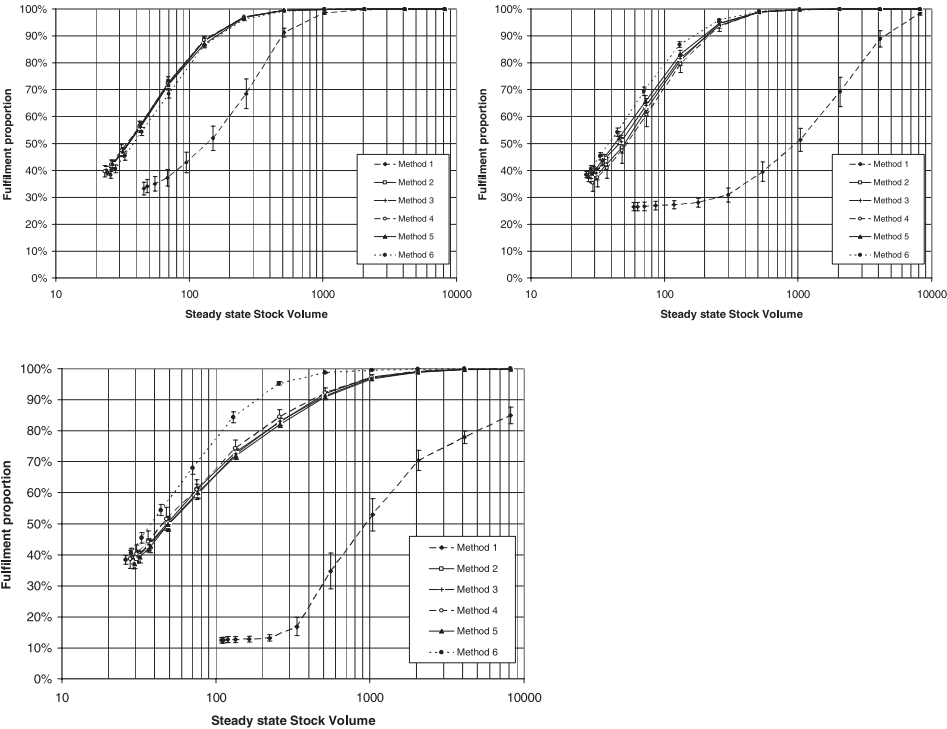 100%
90%
80%
70%
60%
50%
40%
30%
20%
10%
0%
Fulfilment proportion
10 100 1000 10000
Steady state Stock Volume
Method 1
Method 2
Method 3
Method 4
Method 5
Method 6
100%
90%
80%
70%
60%
50%
40%
30%
20%
10%
0%
Fulfilment proportion
10 100 1000 10000
Steady state Stock Volume
Method 1
Method 2
Method 3
Method 4
Method 5
Method 6
100%
90%
80%
70%
60%
50%
40%
30%
20%
10%
0%
Fulfilment proportion
10 100 1000 10000
Steady state Stock Volume
Method 1
Method 2
Method 3
Method 4
Method 5
Method 6